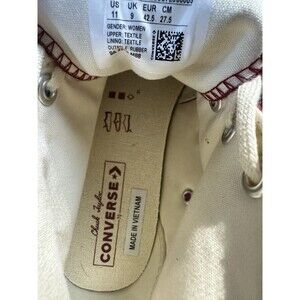 US UK EUR CM
11 9 42.5 27.5
GENDER: WOMEN
UPPER: TEXTILE
LINING: TEXTILE
OUTSOLE: RUBBER
Chuck Taylor
CONVERSE
MADE IN VIETNAM